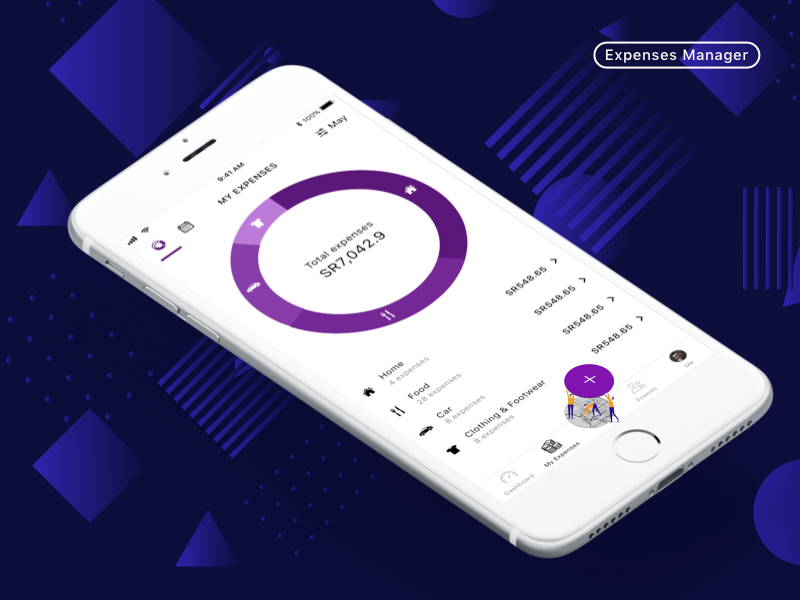 Expenses Manager
9:41 AM
100%
MY EXPENSES
May
Total expenses
SR7,042.9
Home
4 expenses
SR548.65
Food
28 expenses
SR548.65
Car
8 expenses
SR548.65
Clothing & Footwear
8 expenses
SR548.65
Dashboard
My Expenses
Friends
Me